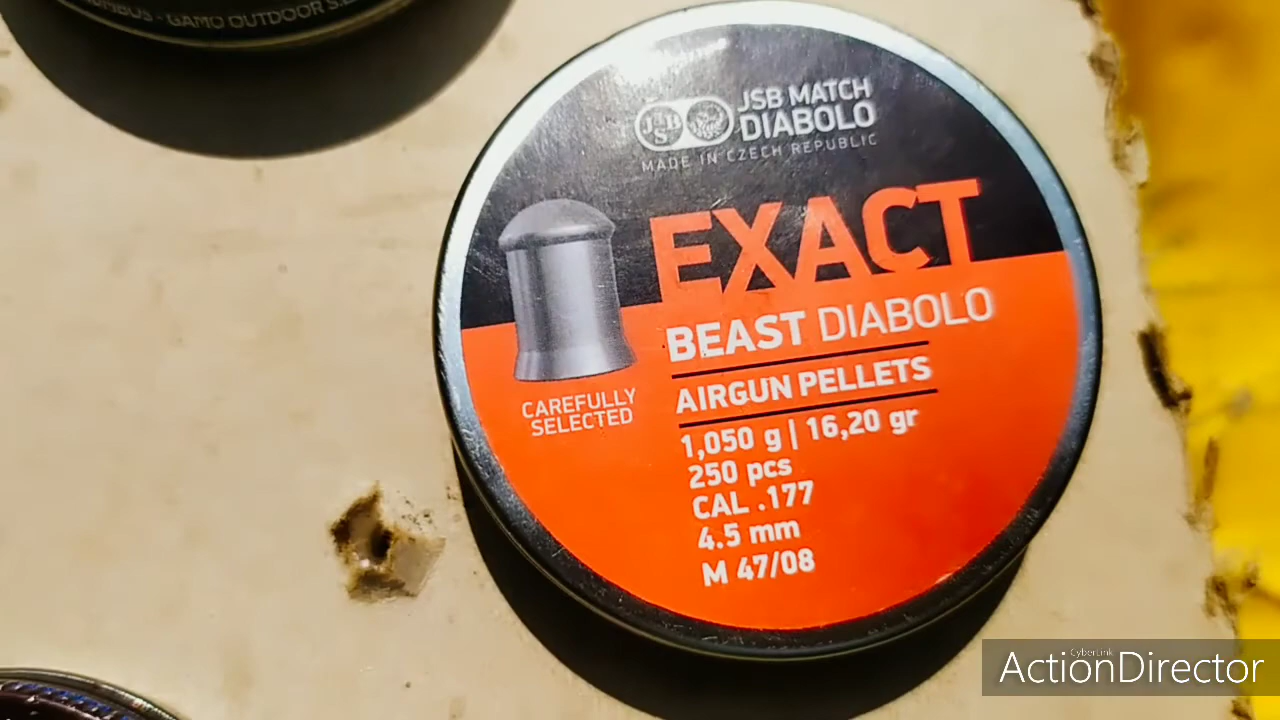 GAMO OUTDOOR S.
JSB
JSB MATCH
DIABOLO
MADE IN CZECH REPUBLIC
EXACT
BEAST DIABOLO
AIRGUN PELLETS
CAREFULLY
SELECTED
1,050 g | 16,20 gr
250 pcs
CAL .177
4.5 mm
M 47/08
CyberLink
ActionDirector